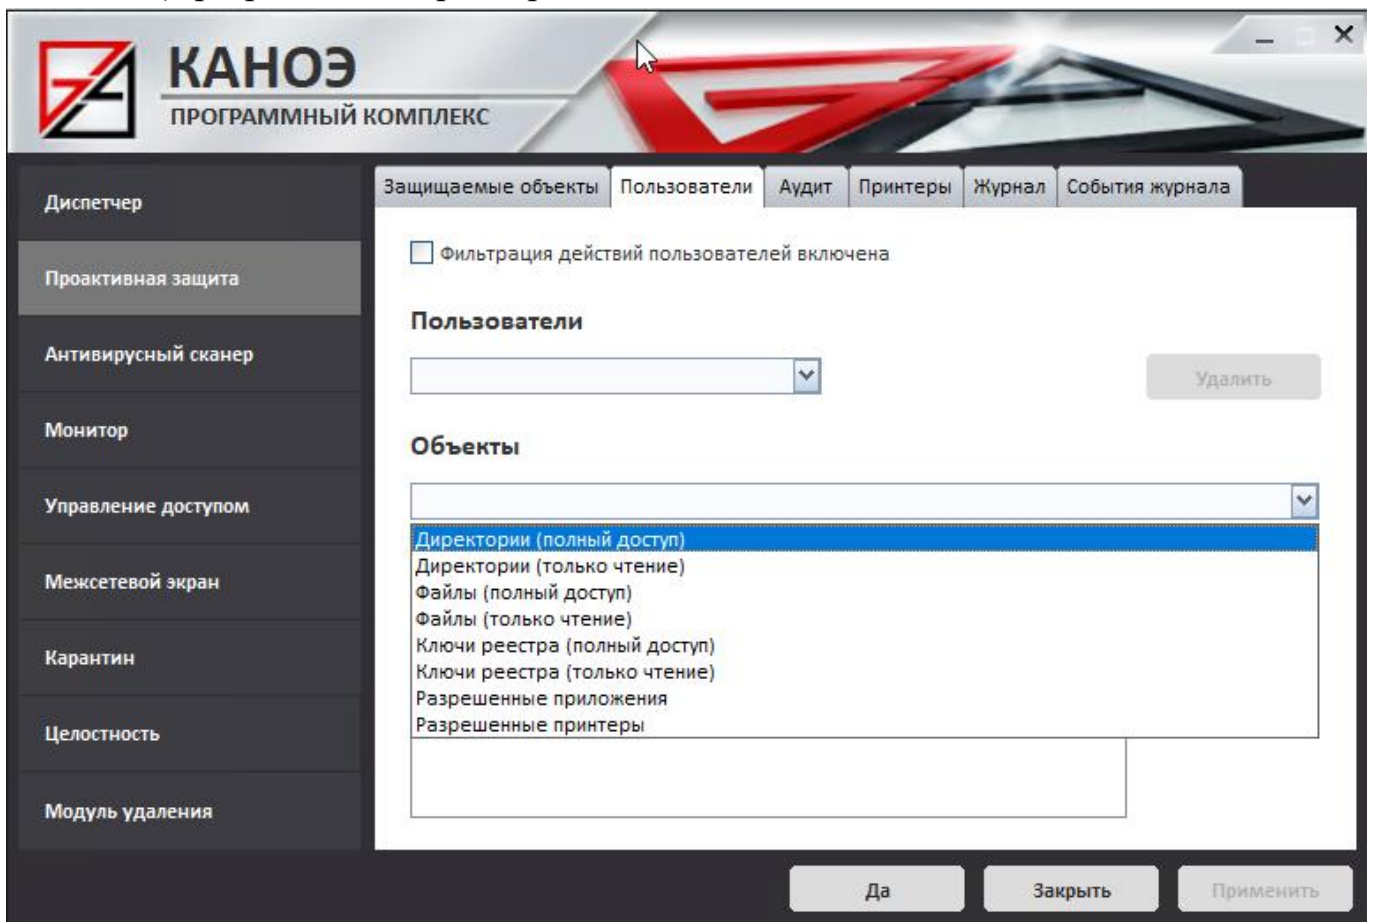 КАНОЭ
ПРОГРАММНЫЙ КОМПЛЕКС
Диспетчер
Проактивная защита
Антивирусный сканер
Монитор
Управление доступом
Межсетевой экран
Карантин
Целостность
Модуль удаления
Защищаемые объекты Пользователи Аудит Принтеры Журнал События журнала
Фильтрация действий пользователей включена
Пользователи
Удалить
Объекты
Директории (полный доступ)
Директории (только чтение)
Файлы (полный доступ)
Файлы (только чтение)
Ключи реестра (полный доступ)
Ключи реестра (только чтение)
Разрешенные приложения
Разрешенные принтеры
Да Закрыть Применить